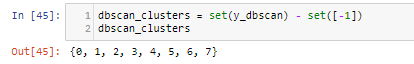 In [45]: 1 dbscan_clusters = set(y_dbscan) - set([-1])
2 dbscan_clusters
Out[45]: {0, 1, 2, 3, 4, 5, 6, 7}